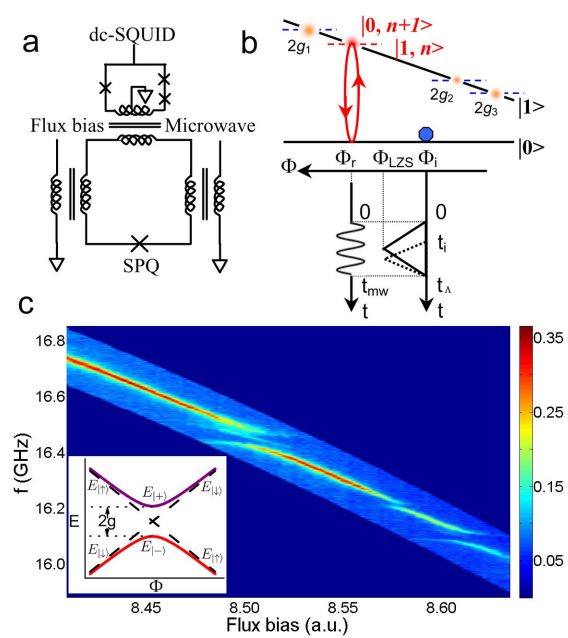 a
dc-SQUID
Flux bias
Microwave
SPQ
b
|0, n+1>
|1, n>
2g1
2g2
2g3
|1>
|0>
Φ
Φr
ΦLZS
Φi
0
0
ti
tmw
tΛ
t
t
c
f (GHz)
16.8
16.6
16.4
16.2
16.0
8.45
8.50
8.55
8.60
Flux bias (a.u.)
0.35
0.25
0.15
0.05
E|↑⟩
E|+⟩
E|↓⟩
E
2g
E|↓⟩
E|−⟩
E|↑⟩
Φ